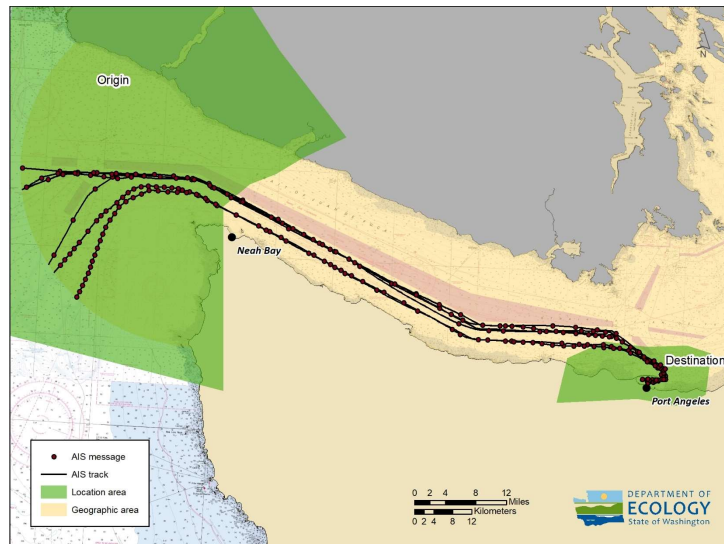 N
Origin
Neah Bay
Destination
Port Angeles
AIS message
AIS track
Location area
Geographic area
0 2 4 8 12
Miles
Kilometers
0 2 4 8 12
DEPARTMENT OF
ECOLOGY
State of Washington